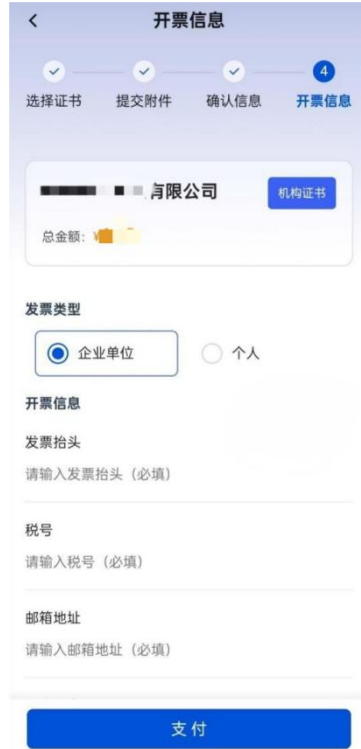 开票信息
4
选择证书 提交附件 确认信息 开票信息
有限公司
机构证书
总金额：¥
发票类型
企业单位 个人
开票信息
发票抬头
请输入发票抬头（必填）
税号
请输入税号（必填）
邮箱地址
请输入邮箱地址（必填）
支付